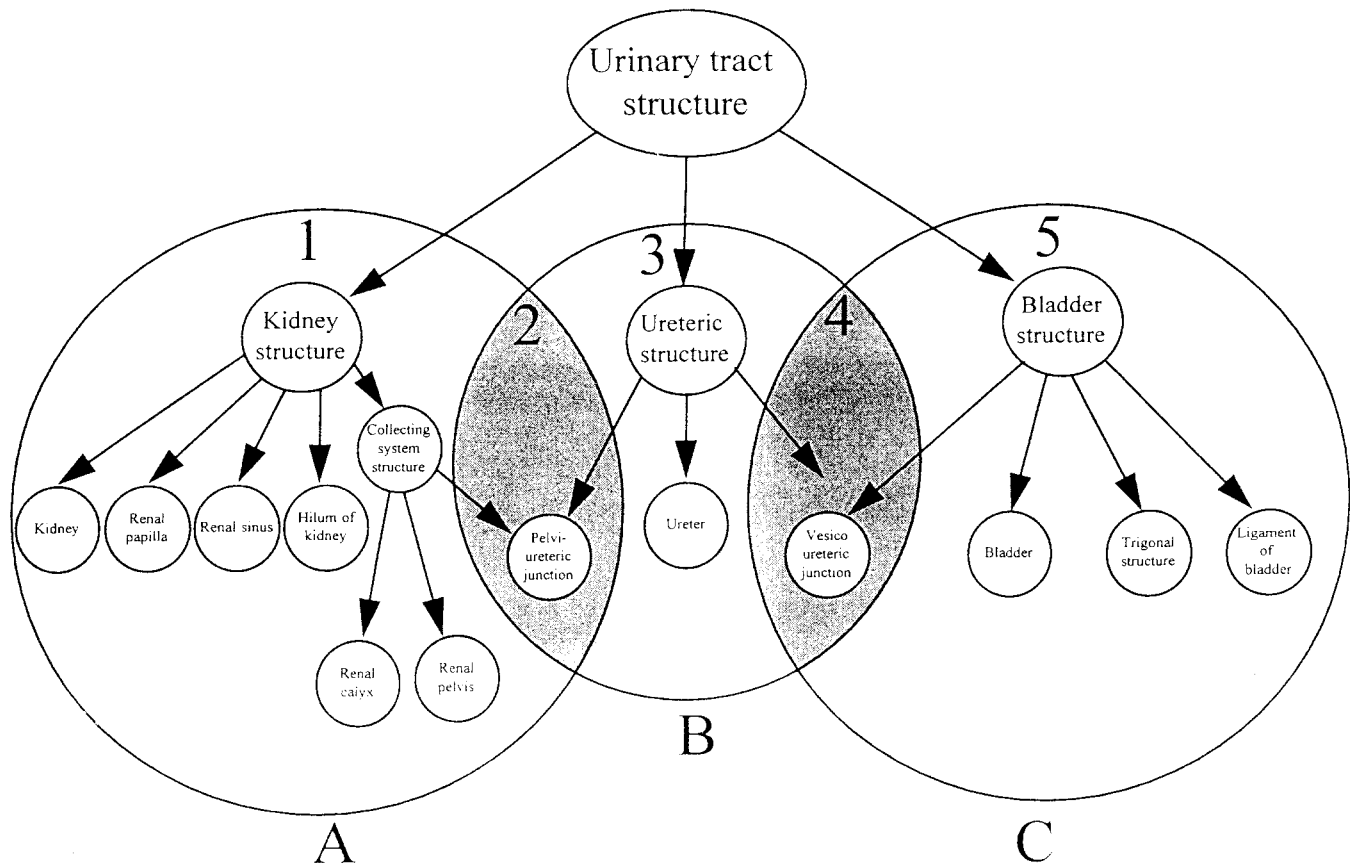 Urinary tract
structure
1
3
5
2
4
Kidney
structure
Ureteric
structure
Bladder
structure
Collecting
system
structure
Kidney
Renal
papilla
Renal sinus
Hilum of
kidney
Pelvi-
ureteric
junction
Ureter
Vesico
ureteric
junction
Bladder
Trigonal
structure
Ligament
of
bladder
Renal
calyx
Renal
pelvis
B
A
C